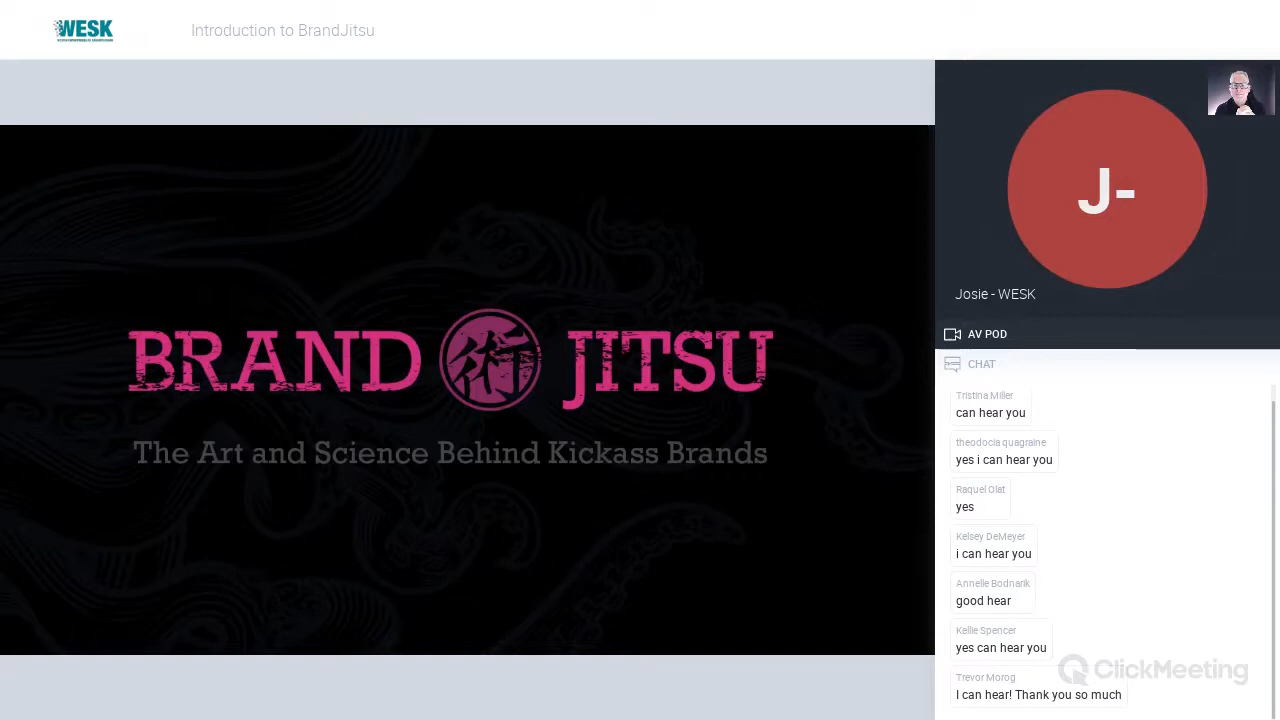 WESK
Introduction to BrandJitsu
BRAND 術 JITSU
The Art and Science Behind Kickass Brands
J-
Josie - WESK
AV POD
CHAT
Tristina Miller
can hear you
theodocia quagraine
yes i can hear you
Raquel Olat
yes
Kelsey DeMeyer
i can hear you
Annelle Bodnarik
good hear
Kellie Spencer
yes can hear you
Trevor Morog
I can hear! Thank you so much
ClickMeeting